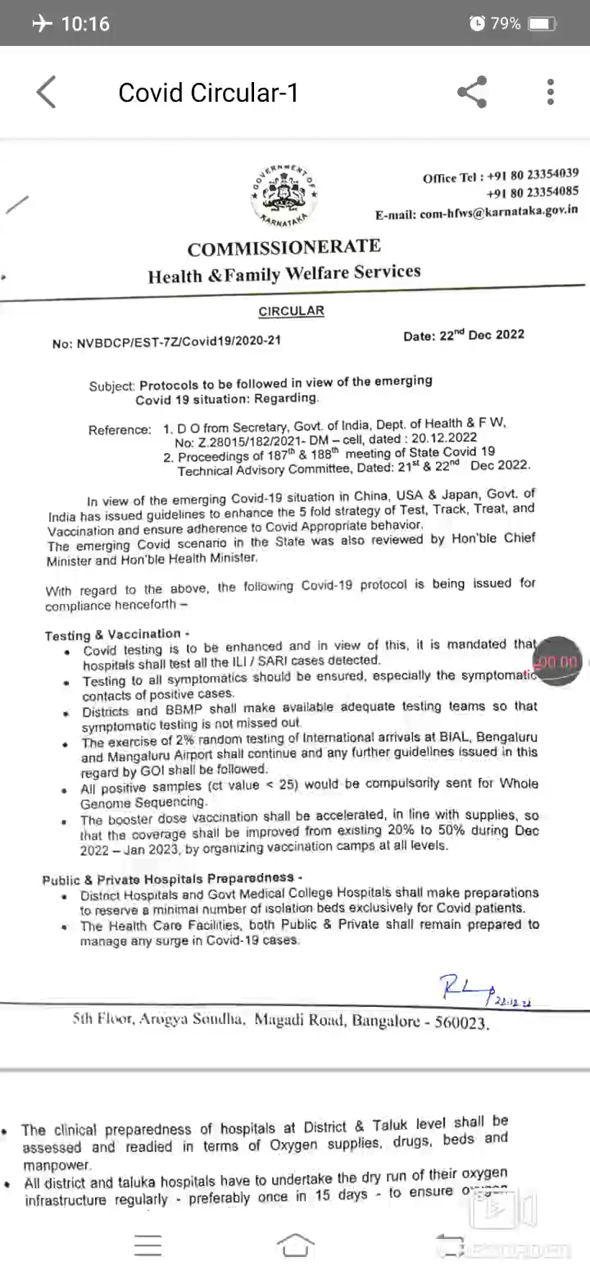 10:16
79%
Covid Circular-1
GOVERNMENT OF
KARNATAKA
Office Tel : +91 80 23354039
+91 80 23354085
E-mail: com-hfws@karnataka.gov.in
COMMISSIONERATE
Health &Family Welfare Services
CIRCULAR
No: NVBDCP/EST-7Z/Covid19/2020-21
Date: 22nd Dec 2022
Subject: Protocols to be followed in view of the emerging
Covid 19 situation: Regarding.
Reference: 1. D O from Secretary, Govt. of India, Dept. of Health & F W,
No: Z.28015/182/2021- DM – cell, dated : 20.12.2022
2. Proceedings of 187th & 188th meeting of State Covid 19
Technical Advisory Committee, Dated: 21st & 22nd Dec 2022.
In view of the emerging Covid-19 situation in China, USA & Japan, Govt. of
India has issued guidelines to enhance the 5 fold strategy of Test, Track, Treat, and
Vaccination and ensure adherence to Covid Appropriate behavior.
The emerging Covid scenario in the State was also reviewed by Hon'ble Chief
Minister and Hon'ble Health Minister.
With regard to the above, the following Covid-19 protocol is being issued for
compliance henceforth –
Testing & Vaccination -
• Covid testing is to be enhanced and in view of this, it is mandated that
hospitals shall test all the ILI / SARI cases detected.
00.00
• Testing to all symptomatics should be ensured, especially the symptomatic
contacts of positive cases.
• Districts and BBMP shall make available adequate testing teams so that
symptomatic testing is not missed out.
• The exercise of 2% random testing of International arrivals at BIAL, Bengaluru
and Mangaluru Airport shall continue and any further guidelines issued in this
regard by GOI shall be followed.
• All positive samples (ct value < 25) would be compulsorily sent for Whole
Genome Sequencing.
• The booster dose vaccination shall be accelerated, in line with supplies, so
that the coverage shall be improved from existing 20% to 50% during Dec
2022 – Jan 2023, by organizing vaccination camps at all levels.
Public & Private Hospitals Preparedness -
• District Hospitals and Govt Medical College Hospitals shall make preparations
to reserve a minimal number of isolation beds exclusively for Covid patients.
• The Health Care Facilities, both Public & Private shall remain prepared to
manage any surge in Covid-19 cases.
5th Floor, Arogya Soudha, Magadi Road, Bangalore - 560023.
• The clinical preparedness of hospitals at District & Taluk level shall be
assessed and readied in terms of Oxygen supplies, drugs, beds and
manpower.
• All district and taluka hospitals have to undertake the dry run of their oxygen
infrastructure regularly - preferably once in 15 days - to ensure oxygen